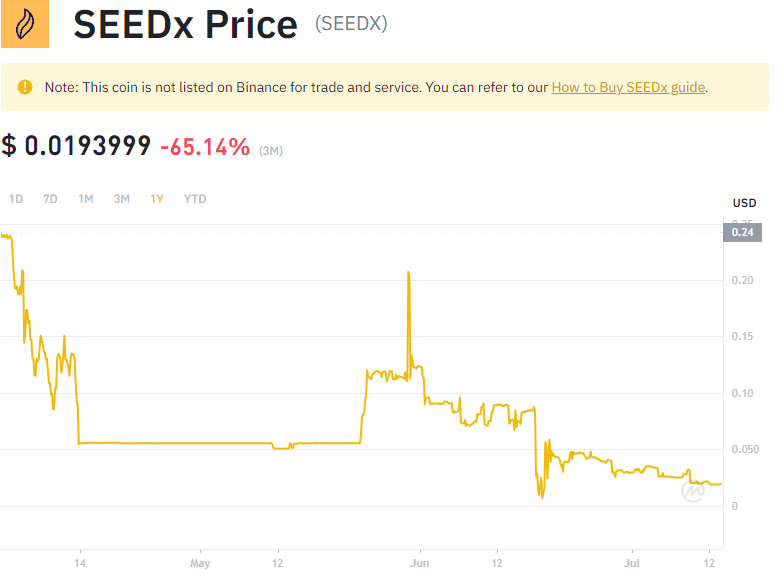 SEEDx Price (SEEDX)
Note: This coin is not listed on Binance for trade and service. You can refer to our How to Buy SEEDx guide.
$ 0.0193999 -65.14% (3M)
1D 7D 1M 3M 1Y YTD
USD
0.25
0.24
0.20
0.15
0.10
0.050
0
14 May 12 Jun 12 Jul 12